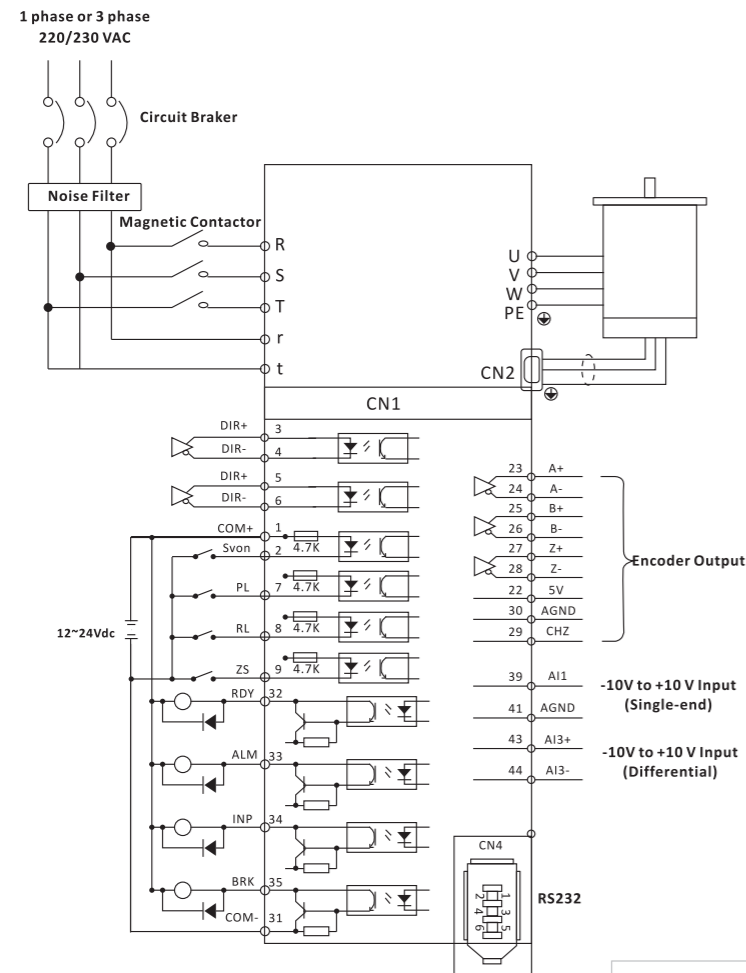 1 phase or 3 phase
220/230 VAC
Circuit Braker
Noise Filter
Magnetic Contactor
R
S
T
r
t
U
V
W
PE
CN2
CN1
DIR+ 3
DIR- 4
DIR+ 5
DIR- 6
COM+ 1
Svon 2 4.7K
PL 7 4.7K
RL 8 4.7K
ZS 9 4.7K
12~24Vdc
RDY 32
ALM 33
INP 34
BRK 35
COM- 31
23 A+
24 A-
25 B+
26 B-
27 Z+
28 Z-
22 5V
30 AGND
29 CHZ
Encoder Output
39 AI1
41 AGND
-10V to +10 V Input
(Single-end)
43 AI3+
44 AI3-
-10V to +10 V Input
(Differential)
CN4
2 1
4 3
6 5
RS232